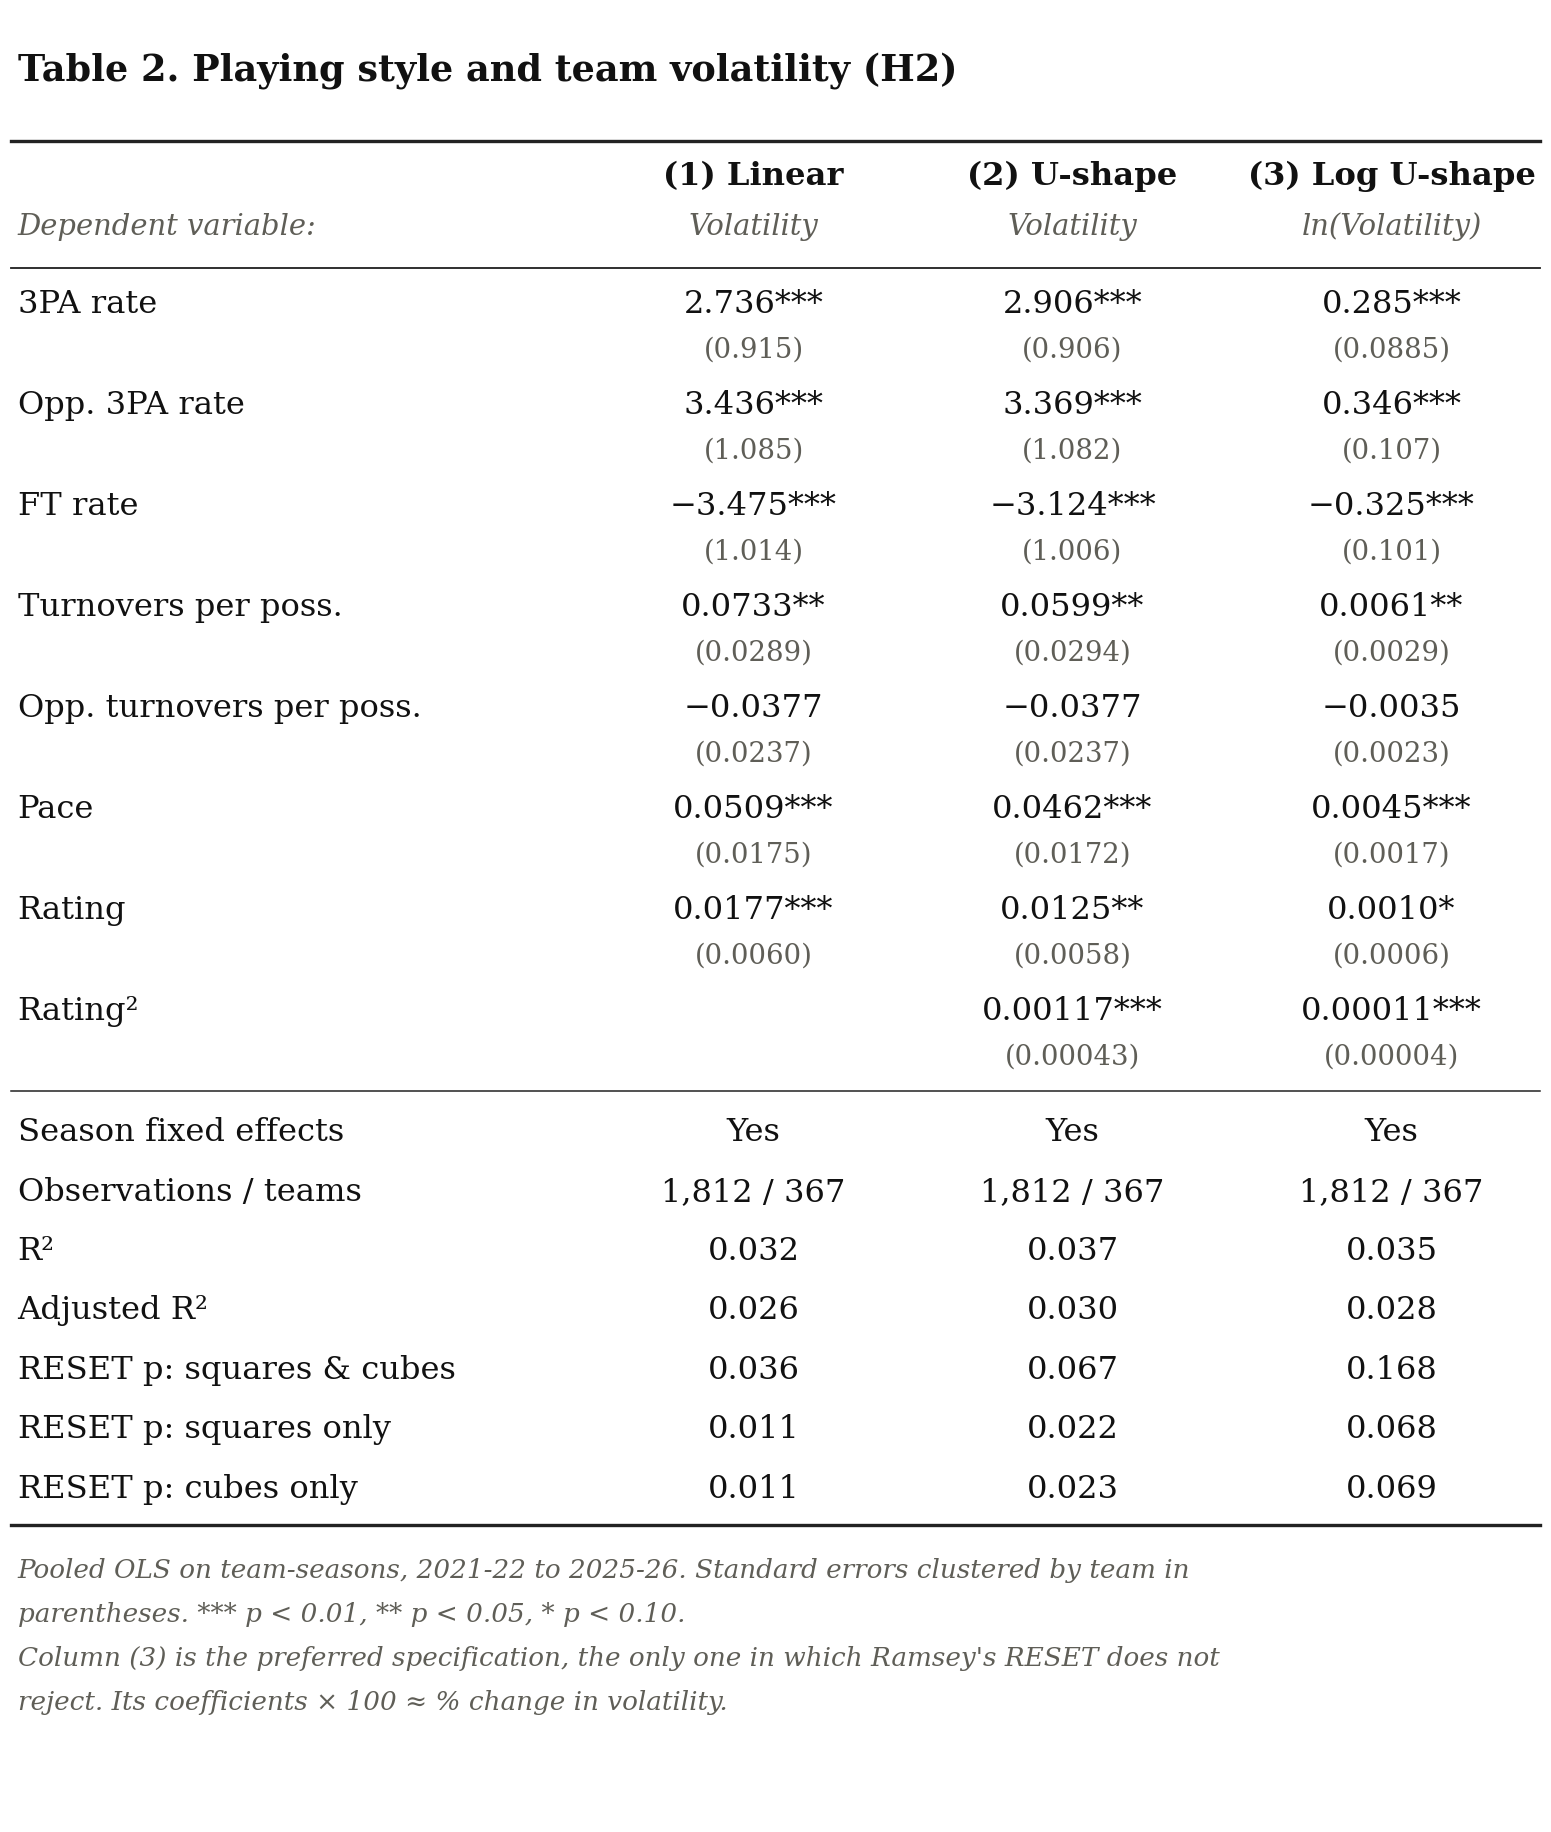 Table 2. Playing style and team volatility (H2)
(1) Linear (2) U-shape (3) Log U-shape
Dependent variable: Volatility Volatility ln(Volatility)
3PA rate 2.736*** 2.906*** 0.285***
(0.915) (0.906) (0.0885)
Opp. 3PA rate 3.436*** 3.369*** 0.346***
(1.085) (1.082) (0.107)
FT rate −3.475*** −3.124*** −0.325***
(1.014) (1.006) (0.101)
Turnovers per poss. 0.0733** 0.0599** 0.0061**
(0.0289) (0.0294) (0.0029)
Opp. turnovers per poss. −0.0377 −0.0377 −0.0035
(0.0237) (0.0237) (0.0023)
Pace 0.0509*** 0.0462*** 0.0045***
(0.0175) (0.0172) (0.0017)
Rating 0.0177*** 0.0125** 0.0010*
(0.0060) (0.0058) (0.0006)
Rating² 0.00117*** 0.00011***
(0.00043) (0.00004)
Season fixed effects Yes Yes Yes
Observations / teams 1,812 / 367 1,812 / 367 1,812 / 367
R² 0.032 0.037 0.035
Adjusted R² 0.026 0.030 0.028
RESET p: squares & cubes 0.036 0.067 0.168
RESET p: squares only 0.011 0.022 0.068
RESET p: cubes only 0.011 0.023 0.069
Pooled OLS on team-seasons, 2021-22 to 2025-26. Standard errors clustered by team in
parentheses. *** p < 0.01, ** p < 0.05, * p < 0.10.
Column (3) is the preferred specification, the only one in which Ramsey's RESET does not
reject. Its coefficients × 100 ≈ % change in volatility.